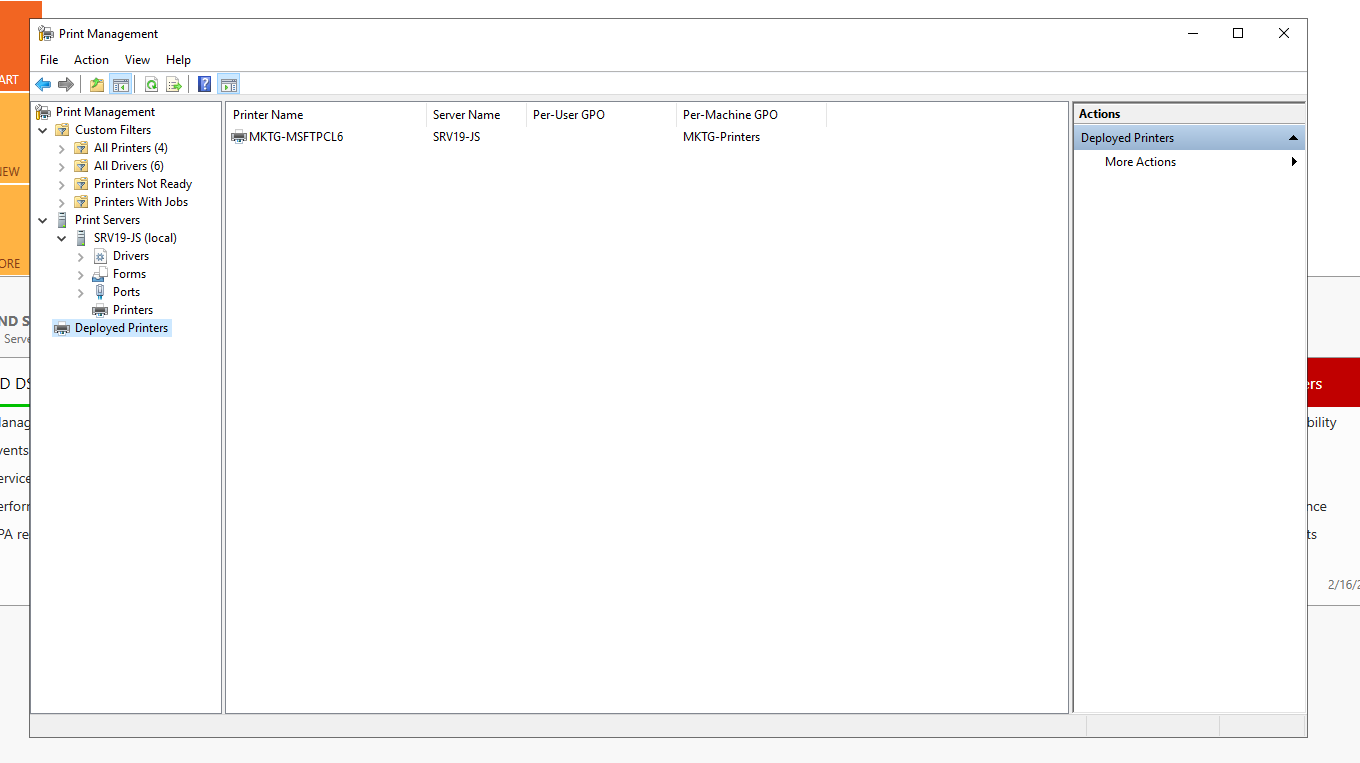 Print Management
File Action View Help
ART
Print Management
Custom Filters
All Printers (4)
All Drivers (6)
Printers Not Ready
Printers With Jobs
Print Servers
SRV19-JS (local)
Drivers
Forms
Ports
Printers
Deployed Printers
Printer Name Server Name Per-User GPO Per-Machine GPO
MKTG-MSFTPCL6 SRV19-JS MKTG-Printers
Actions
Deployed Printers
More Actions
EW
ORE
ND S
Serve
D DS
anag
vents
ervice
erforr
PA re
ers
bility
nce
ts
2/16/2